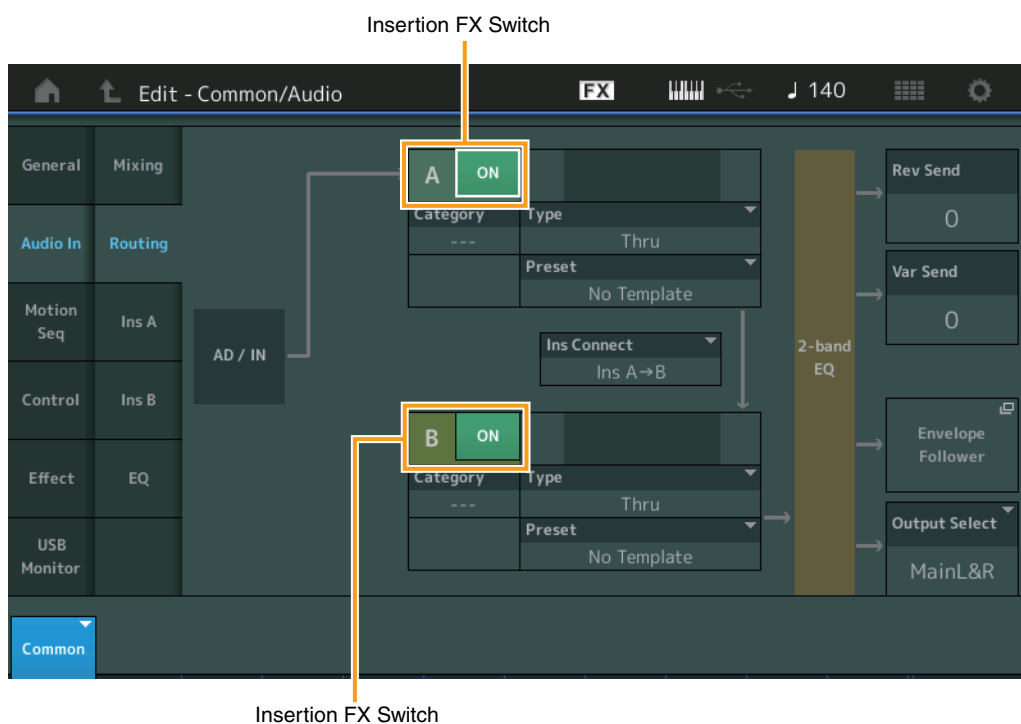 Insertion FX Switch
Edit - Common/Audio
FX
♩ 140
General
Mixing
Audio In
Routing
Motion
Seq
Ins A
Control
Ins B
Effect
EQ
USB
Monitor
AD / IN
A
ON
Category
Type
---
Thru
Preset
No Template
Ins Connect
Ins A→B
B
ON
Category
Type
---
Thru
Preset
No Template
2-band
EQ
Rev Send
0
Var Send
0
Envelope
Follower
Output Select
MainL&R
Common
Insertion FX Switch